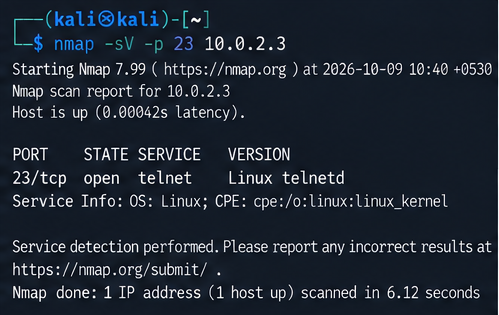 ┌──(kali㉿kali)-[~]
└─$ nmap -sV -p 23 10.0.2.3
Starting Nmap 7.99 ( https://nmap.org ) at 2026-10-09 10:40 +0530
Nmap scan report for 10.0.2.3
Host is up (0.00042s latency).
PORT STATE SERVICE VERSION
23/tcp open telnet Linux telnetd
Service Info: OS: Linux; CPE: cpe:/o:linux:linux_kernel
Service detection performed. Please report any incorrect results at
https://nmap.org/submit/ .
Nmap done: 1 IP address (1 host up) scanned in 6.12 seconds